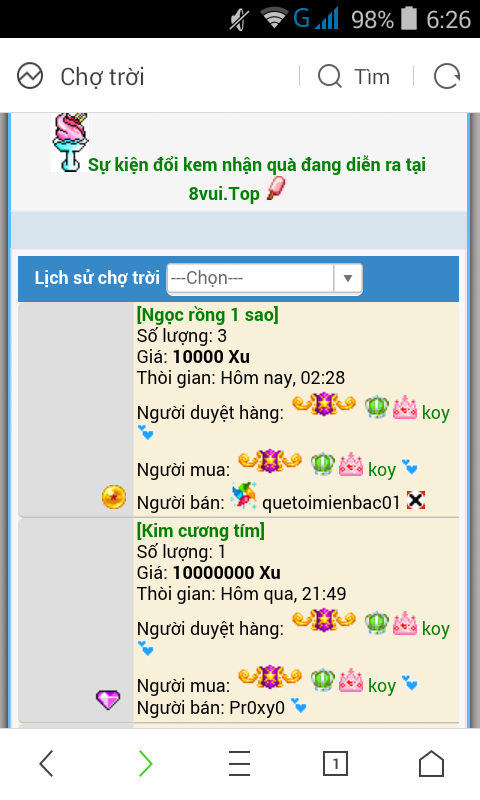 G 98% 6:26
Chợ trời Tìm
Sự kiện đổi kem nhận quà đang diễn ra tại
8vui.Top
Lịch sử chợ trời ---Chọn---
[Ngọc rồng 1 sao]
Số lượng: 3
Giá: 10000 Xu
Thời gian: Hôm nay, 02:28
Người duyệt hàng: koy
Người mua: koy
Người bán: quetoimienbac01
[Kim cương tím]
Số lượng: 1
Giá: 10000000 Xu
Thời gian: Hôm qua, 21:49
Người duyệt hàng: koy
Người mua: koy
Người bán: Pr0xy0
1